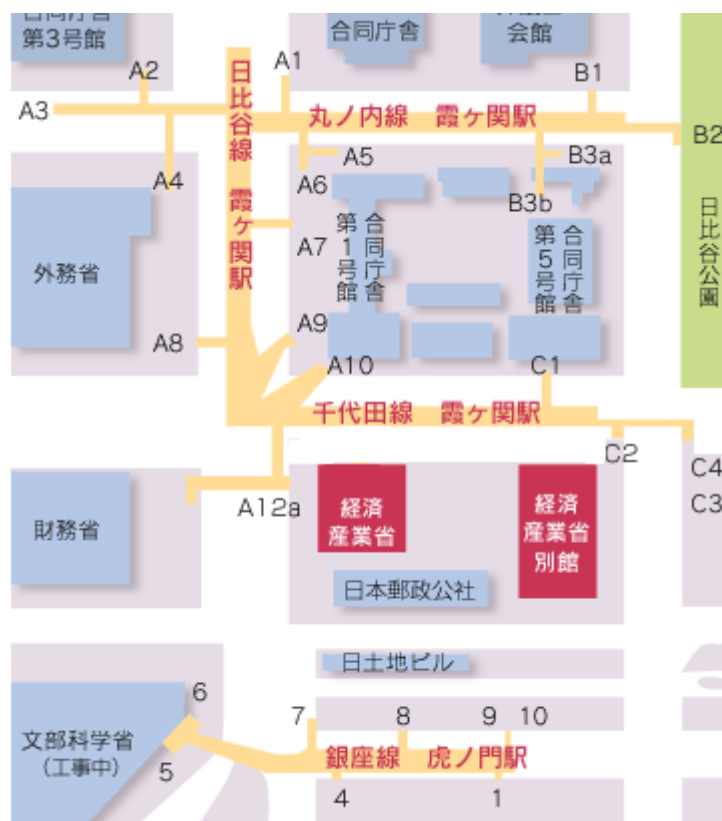 第3号館
合同庁舎
会館
A1
A2
B1
A3
日比谷線 霞ヶ関駅
丸ノ内線 霞ヶ関駅
B2
A5
B3a
A4
A6
B3b
日比谷公園
合同庁舎
第1号館
合同庁舎
第5号館
A7
外務省
A9
A8
A10
C1
千代田線 霞ヶ関駅
C2
C4
C3
A12a
経済
産業省
経済
産業省
別館
財務省
日本郵政公社
日土地ビル
6
7
8
9
10
文部科学省
(工事中)
5
銀座線 虎ノ門駅
4
1